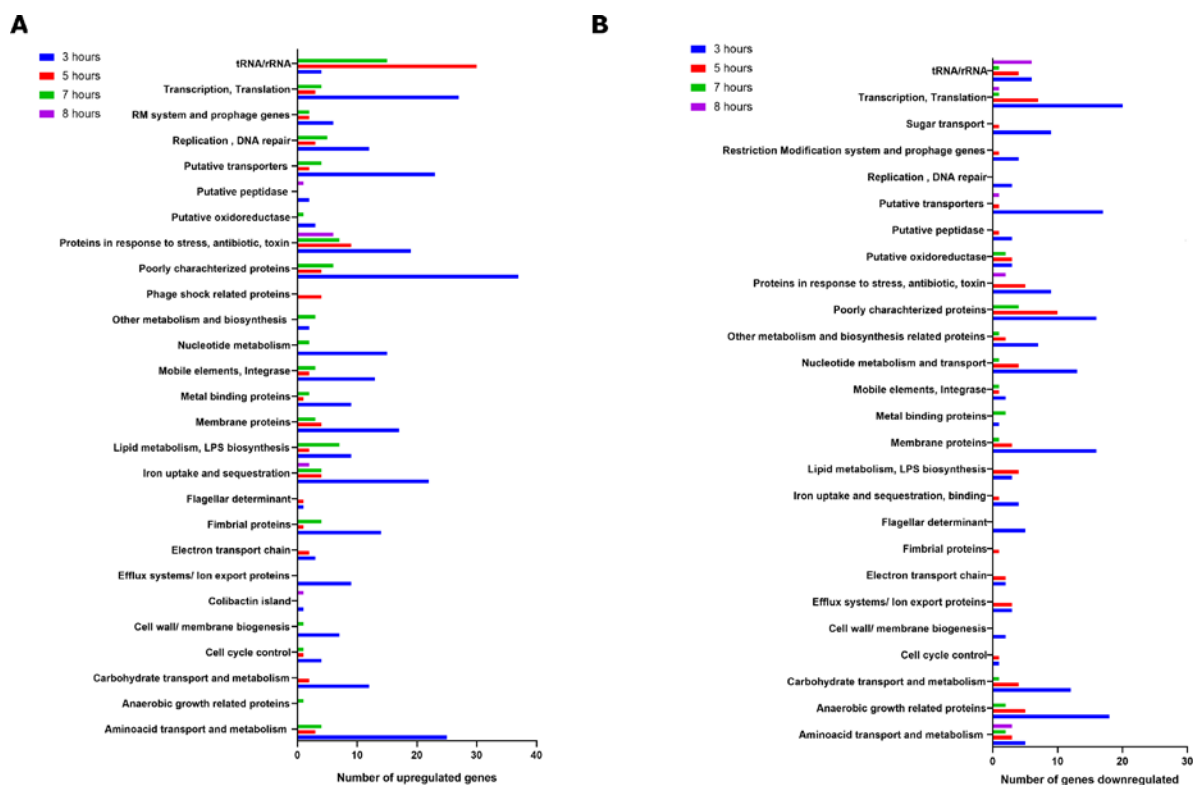 A
3 hours
5 hours
7 hours
8 hours
tRNA/rRNA
Transcription, Translation
RM system and prophage genes
Replication , DNA repair
Putative transporters
Putative peptidase
Putative oxidoreductase
Proteins in response to stress, antibiotic, toxin
Poorly charachterized proteins
Phage shock related proteins
Other metabolism and biosynthesis
Nucleotide metabolism
Mobile elements, Integrase
Metal binding proteins
Membrane proteins
Lipid metabolism, LPS biosynthesis
Iron uptake and sequestration
Flagellar determinant
Fimbrial proteins
Electron transport chain
Efflux systems/ Ion export proteins
Colibactin island
Cell wall/ membrane biogenesis
Cell cycle control
Carbohydrate transport and metabolism
Anaerobic growth related proteins
Aminoacid transport and metabolism
0 10 20 30 40
Number of upregulated genes
B
3 hours
5 hours
7 hours
8 hours
tRNA/rRNA
Transcription, Translation
Sugar transport
Restriction Modification system and prophage genes
Replication , DNA repair
Putative transporters
Putative peptidase
Putative oxidoreductase
Proteins in response to stress, antibiotic, toxin
Poorly charachterized proteins
Other metabolism and biosynthesis related proteins
Nucleotide metabolism and transport
Mobile elements, Integrase
Metal binding proteins
Membrane proteins
Lipid metabolism, LPS biosynthesis
Iron uptake and sequestration, binding
Flagellar determinant
Fimbrial proteins
Electron transport chain
Efflux systems/ Ion export proteins
Cell wall/ membrane biogenesis
Cell cycle control
Carbohydrate transport and metabolism
Anaerobic growth related proteins
Aminoacid transport and metabolism
0 10 20 30
Number of genes downregulated